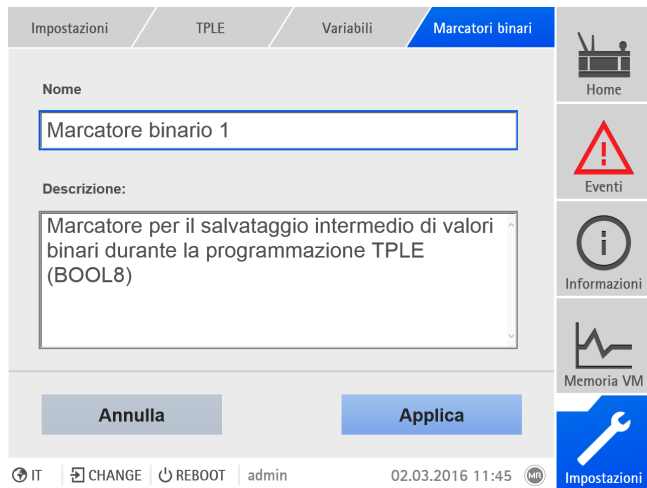 Impostazioni
TPLE
Variabili
Marcatori binari
Nome
Marcatore binario 1
Descrizione:
Marcatore per il salvataggio intermedio di valori
binari durante la programmazione TPLE
(BOOL8)
Annulla
Applica
IT
CHANGE
REBOOT
admin
02.03.2016 11:45
MR
Home
Eventi
Informazioni
Memoria VM
Impostazioni